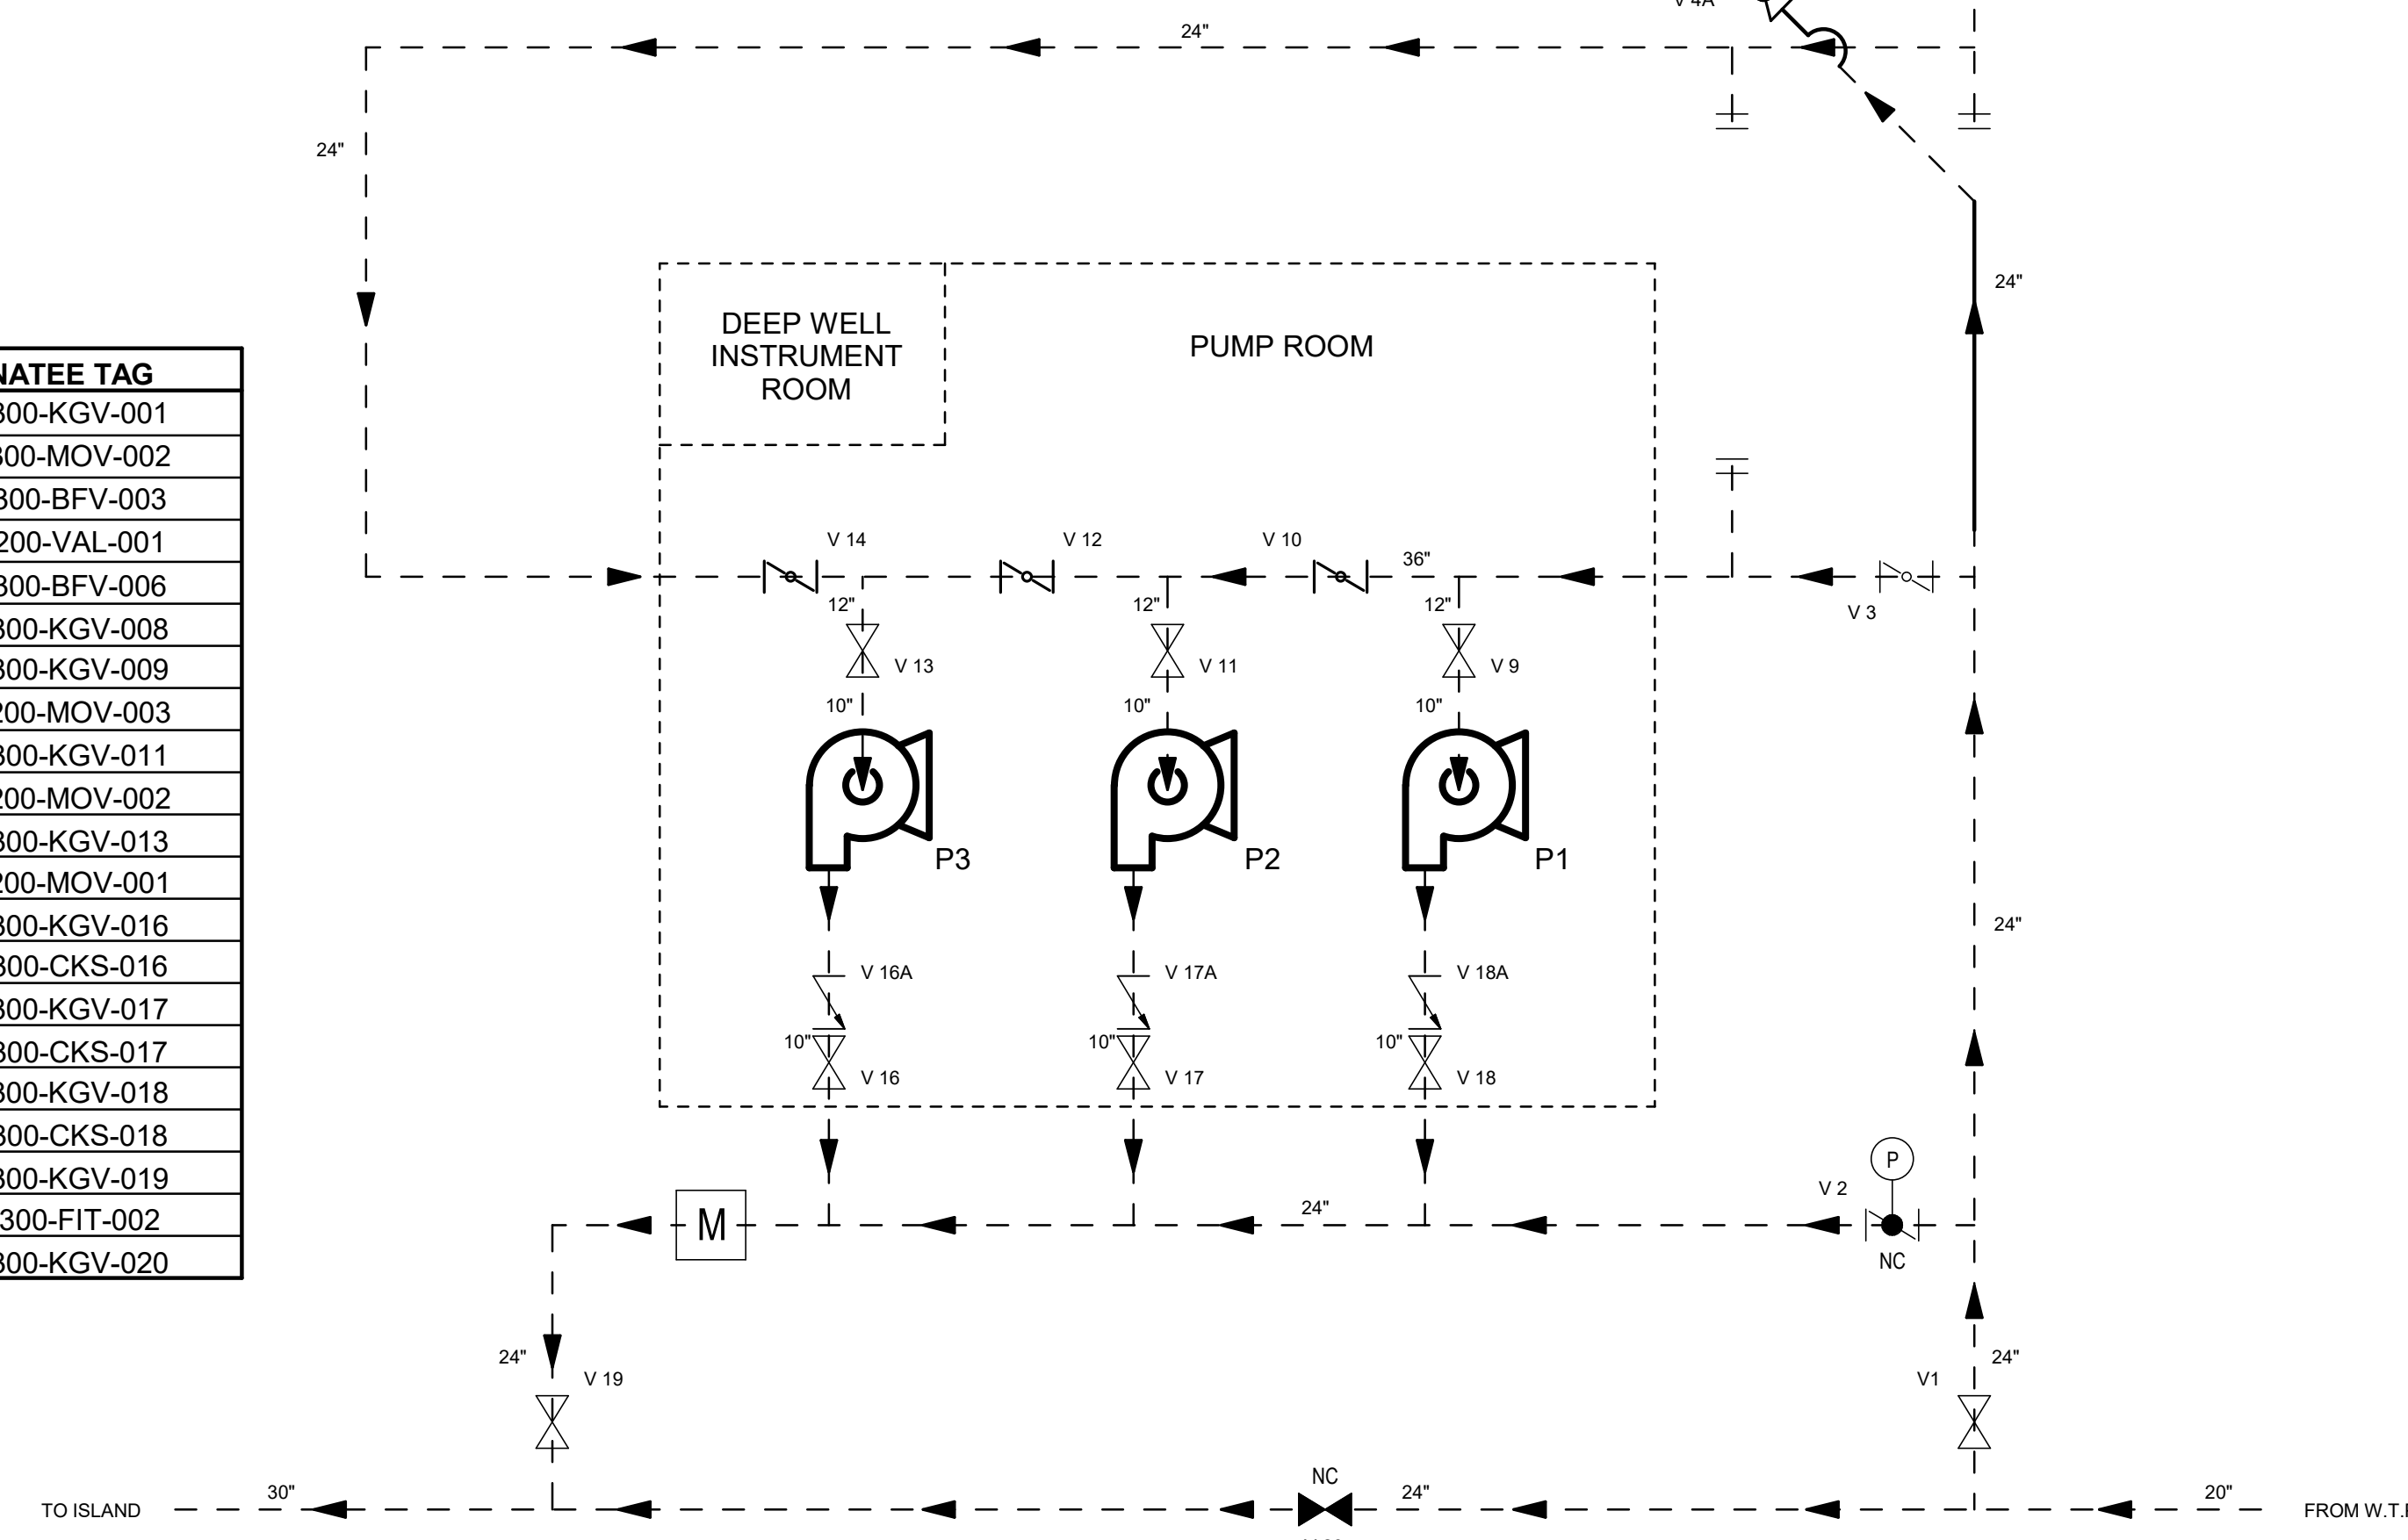 V 4A
24"
24"
24"
DEEP WELL
INSTRUMENT
ROOM
PUMP ROOM
NATEE TAG
300-KGV-001
300-MOV-002
300-BFV-003
200-VAL-001
300-BFV-006
300-KGV-008
300-KGV-009
200-MOV-003
300-KGV-011
200-MOV-002
300-KGV-013
200-MOV-001
300-KGV-016
300-CKS-016
300-KGV-017
300-CKS-017
300-KGV-018
300-CKS-018
300-KGV-019
300-FIT-002
300-KGV-020
V 14
V 12
V 10
36"
V 3
12"
12"
12"
V 13
V 11
V 9
10"
10"
10"
P3
P2
P1
24"
V 16A
V 17A
V 18A
10"
10"
10"
V 16
V 17
V 18
P
V 2
NC
M
24"
24"
V 19
V1
24"
TO ISLAND
30"
NC
24"
20"
FROM W.T.P